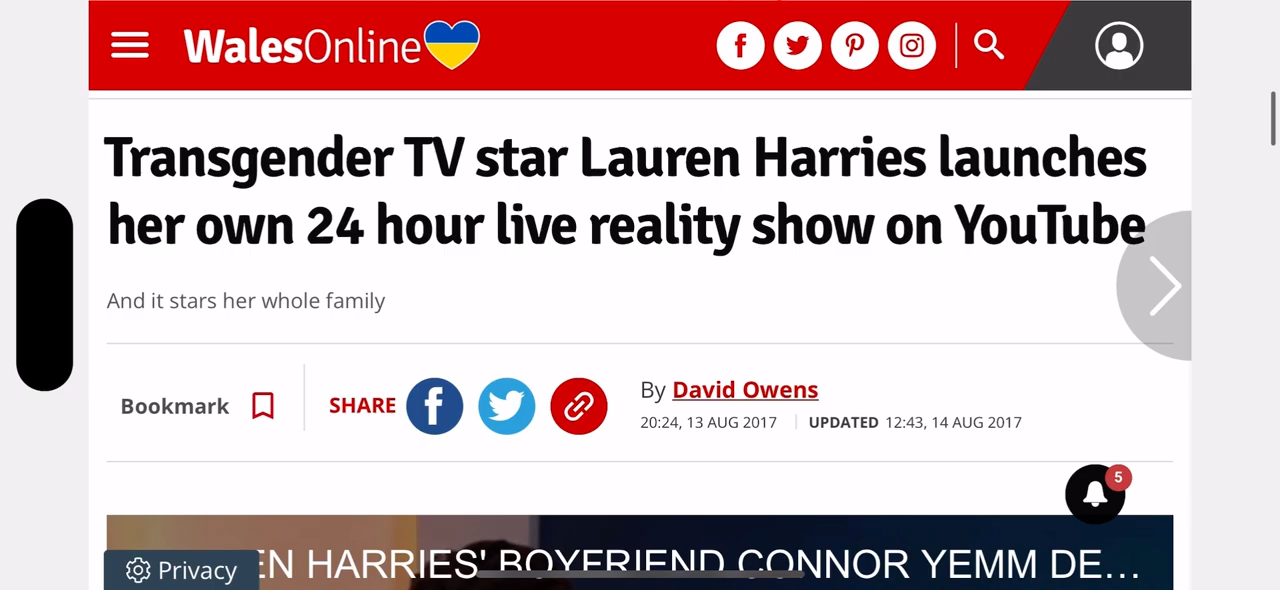 WalesOnline
Transgender TV star Lauren Harries launches
her own 24 hour live reality show on YouTube
And it stars her whole family
Bookmark
SHARE
By David Owens
20:24, 13 AUG 2017 UPDATED 12:43, 14 AUG 2017
5
EN HARRIES' BOYFRIEND CONNOR YEMM DE...
Privacy